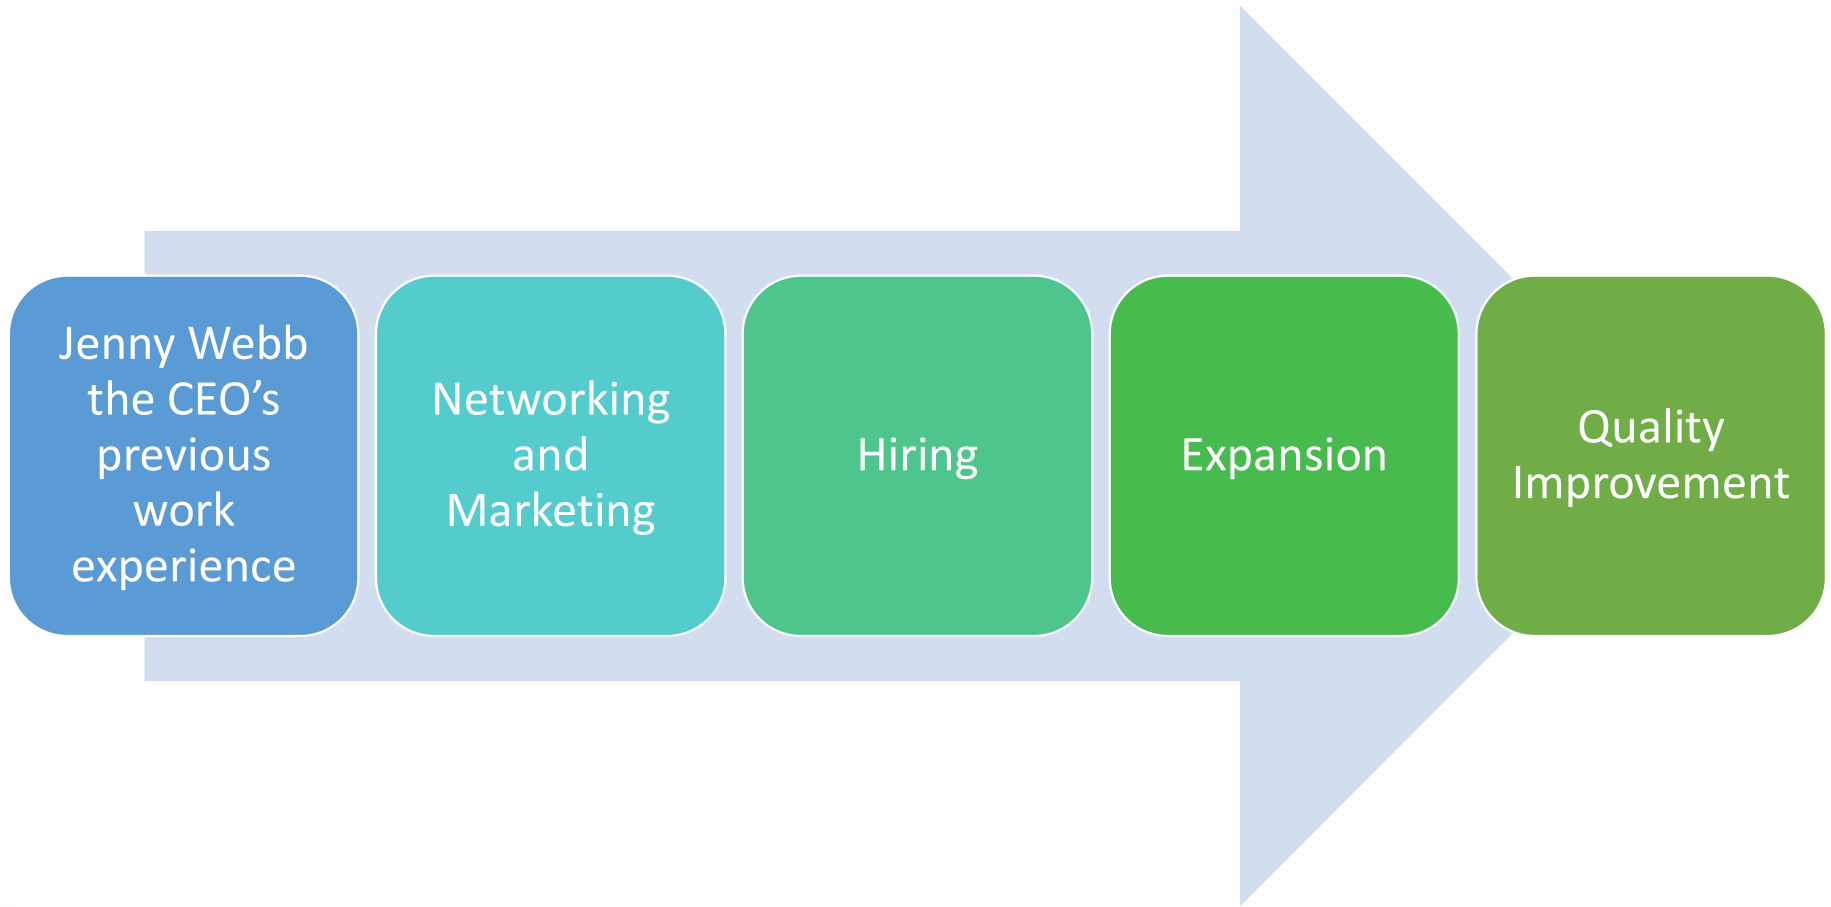 Jenny Webb
the CEO’s
previous
work
experience
Networking
and
Marketing
Hiring
Expansion
Quality
Improvement